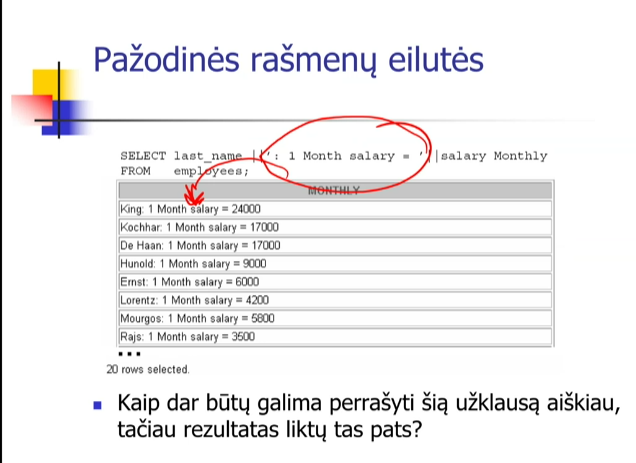 Pažodinės rašmenų eilutės
SELECT last_name ||': 1 Month salary = '||salary Monthly
FROM employees;
MONTHLY
King: 1 Month salary = 24000
Kochhar: 1 Month salary = 17000
De Haan: 1 Month salary = 17000
Hunold: 1 Month salary = 9000
Ernst: 1 Month salary = 6000
Lorentz: 1 Month salary = 4200
Mourgos: 1 Month salary = 5800
Rajs: 1 Month salary = 3500
...
20 rows selected.
Kaip dar būtų galima perrašyti šią užklausą aiškiau,
tačiau rezultatas liktų tas pats?